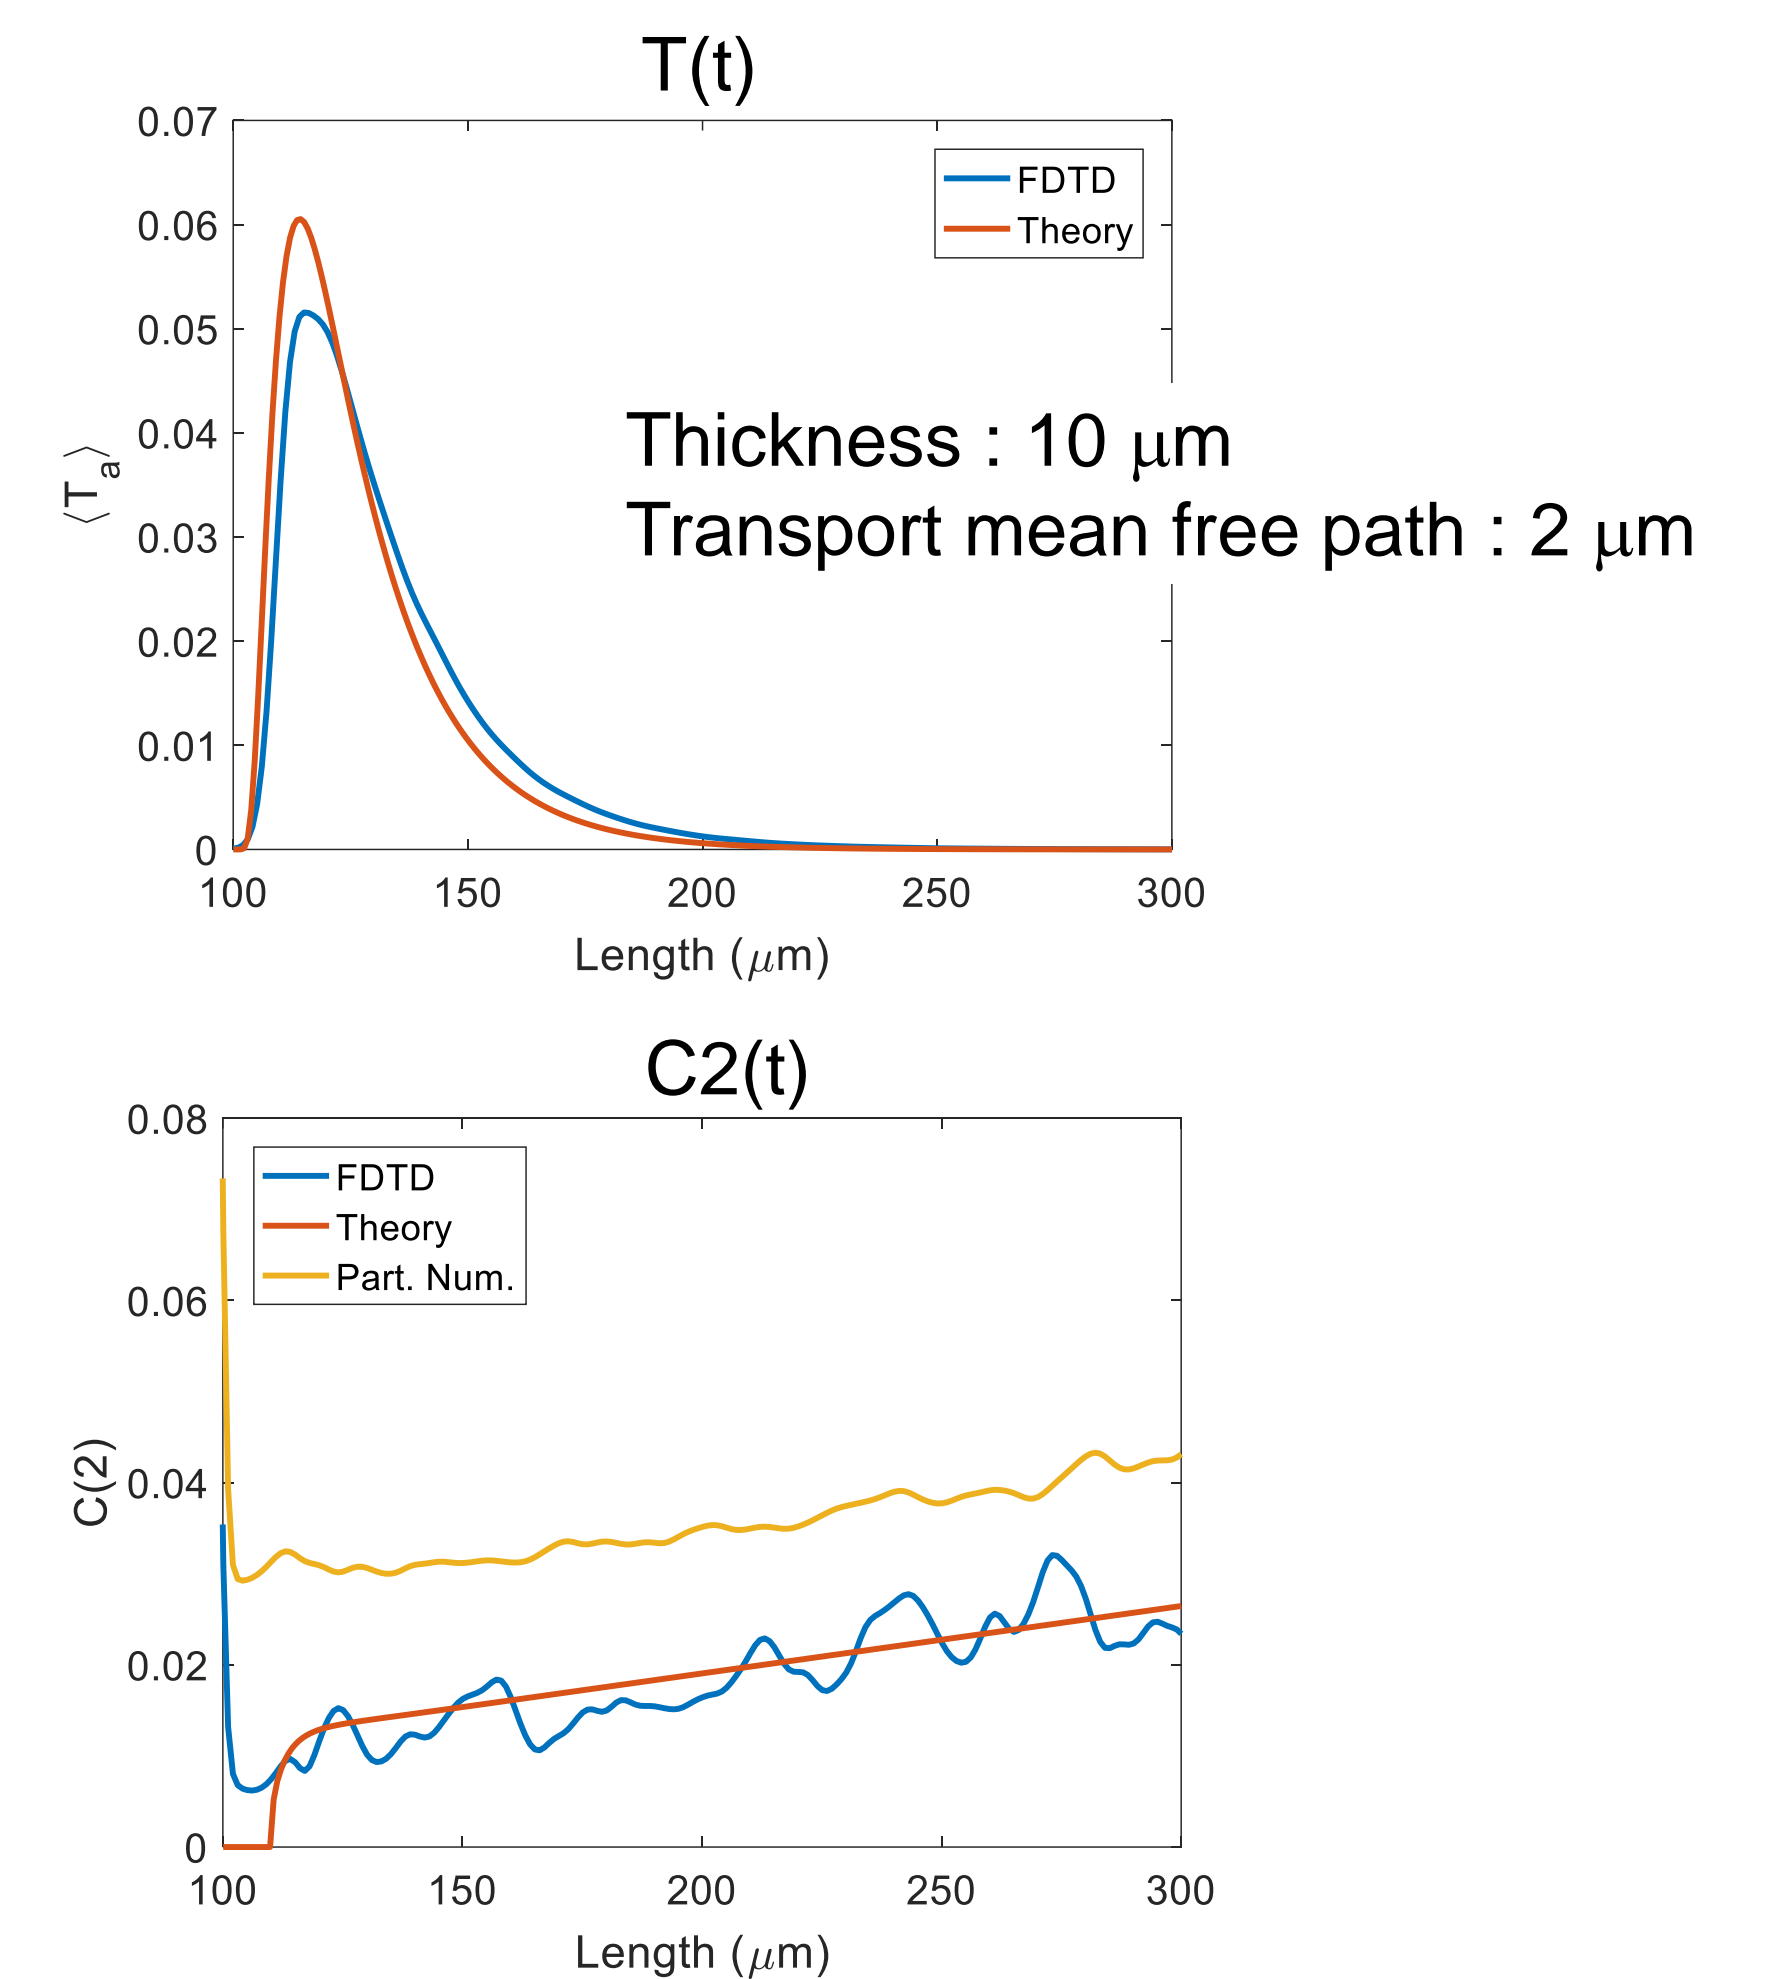 T(t)
0.07
0.06
0.05
0.04
0.03
0.02
0.01
0
⟨T_a⟩
FDTD
Theory
Thickness : 10 μm
Transport mean free path : 2 μm
100 150 200 250 300
Length (μm)
C2(t)
0.08
0.06
0.04
0.02
0
C(2)
FDTD
Theory
Part. Num.
100 150 200 250 300
Length (μm)